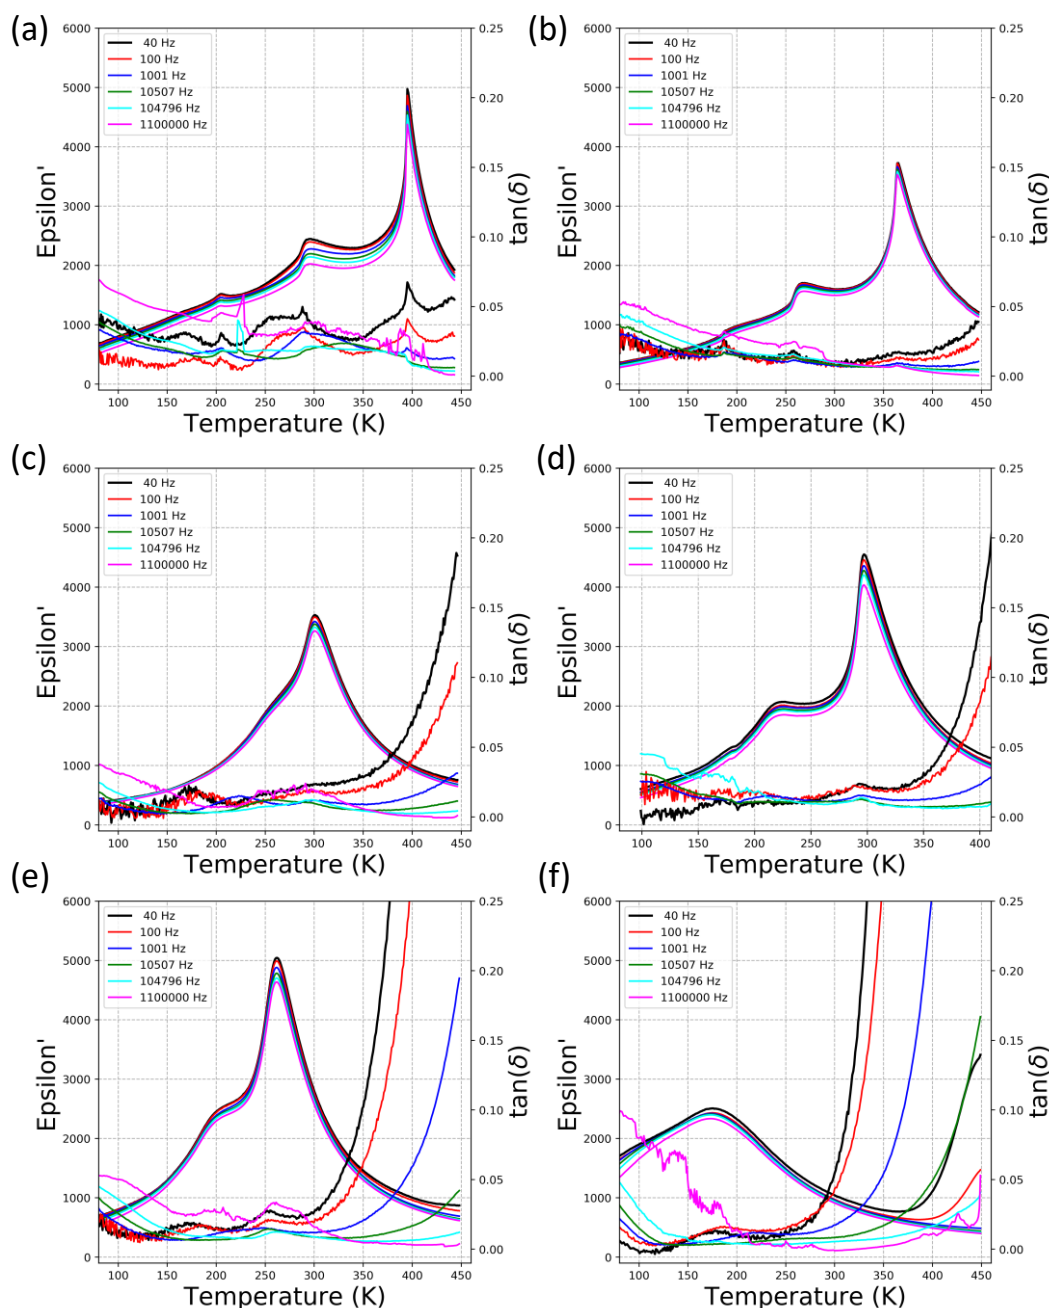 (a)
6000
5000
4000
3000
2000
1000
0
Epsilon'
40 Hz
100 Hz
1001 Hz
10507 Hz
104796 Hz
1100000 Hz
0.25
0.20
0.15
0.10
0.05
0.00
tan(δ)
100 150 200 250 300 350 400 450
Temperature (K)
(b)
6000
5000
4000
3000
2000
1000
0
Epsilon'
40 Hz
100 Hz
1001 Hz
10507 Hz
104796 Hz
1100000 Hz
0.25
0.20
0.15
0.10
0.05
0.00
tan(δ)
100 150 200 250 300 350 400 450
Temperature (K)
(c)
6000
5000
4000
3000
2000
1000
0
Epsilon'
40 Hz
100 Hz
1001 Hz
10507 Hz
104796 Hz
1100000 Hz
0.25
0.20
0.15
0.10
0.05
0.00
tan(δ)
100 150 200 250 300 350 400 450
Temperature (K)
(d)
6000
5000
4000
3000
2000
1000
0
Epsilon'
40 Hz
100 Hz
1001 Hz
10507 Hz
104796 Hz
1100000 Hz
0.25
0.20
0.15
0.10
0.05
0.00
tan(δ)
100 150 200 250 300 350 400
Temperature (K)
(e)
6000
5000
4000
3000
2000
1000
0
Epsilon'
40 Hz
100 Hz
1001 Hz
10507 Hz
104796 Hz
1100000 Hz
0.25
0.20
0.15
0.10
0.05
0.00
tan(δ)
100 150 200 250 300 350 400 450
Temperature (K)
(f)
6000
5000
4000
3000
2000
1000
0
Epsilon'
40 Hz
100 Hz
1001 Hz
10507 Hz
104796 Hz
1100000 Hz
0.25
0.20
0.15
0.10
0.05
0.00
tan(δ)
100 150 200 250 300 350 400 450
Temperature (K)